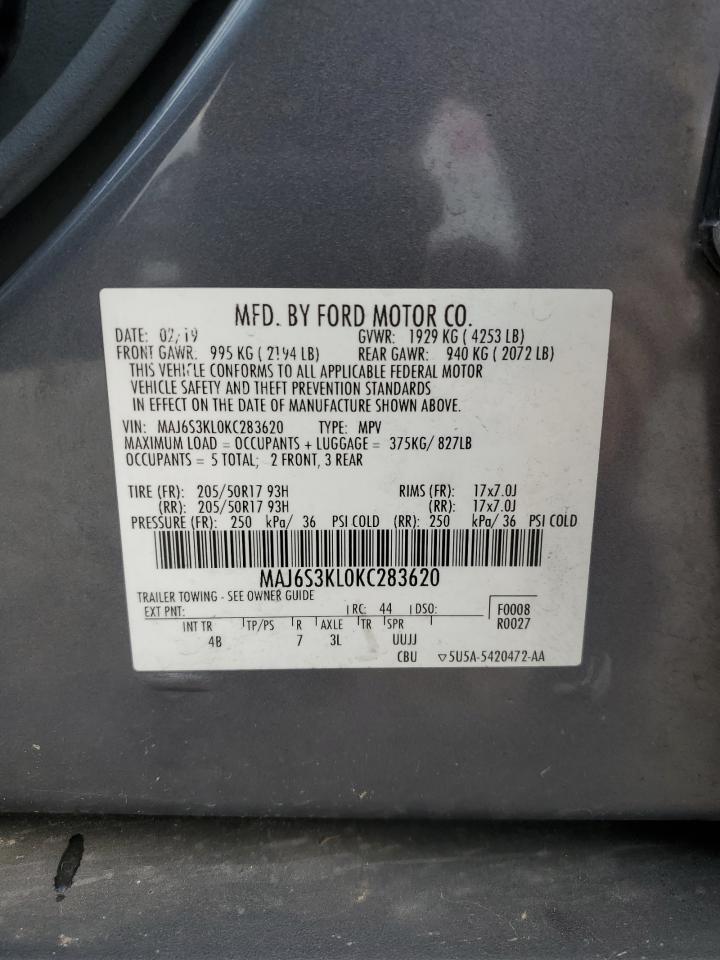 MFD. BY FORD MOTOR CO.
DATE: 02/19 GVWR: 1929 KG ( 4253 LB)
FRONT GAWR: 995 KG ( 2194 LB) REAR GAWR: 940 KG ( 2072 LB)
THIS VEHICLE CONFORMS TO ALL APPLICABLE FEDERAL MOTOR
VEHICLE SAFETY AND THEFT PREVENTION STANDARDS
IN EFFECT ON THE DATE OF MANUFACTURE SHOWN ABOVE.
VIN: MAJ6S3KL0KC283620 TYPE: MPV
MAXIMUM LOAD = OCCUPANTS + LUGGAGE = 375KG/ 827LB
OCCUPANTS = 5 TOTAL; 2 FRONT, 3 REAR
TIRE (FR): 205/50R17 93H RIMS (FR): 17x7.0J
(RR): 205/50R17 93H (RR): 17x7.0J
PRESSURE (FR): 250 kPa/ 36 PSI COLD (RR): 250 kPa/ 36 PSI COLD
MAJ6S3KL0KC283620
TRAILER TOWING - SEE OWNER GUIDE
EXT PNT: RC: 44 DSO: F0008
R0027
INT TR TP/PS R AXLE TR SPR
4B 7 3L UUJJ
CBU ▽5U5A-5420472-AA